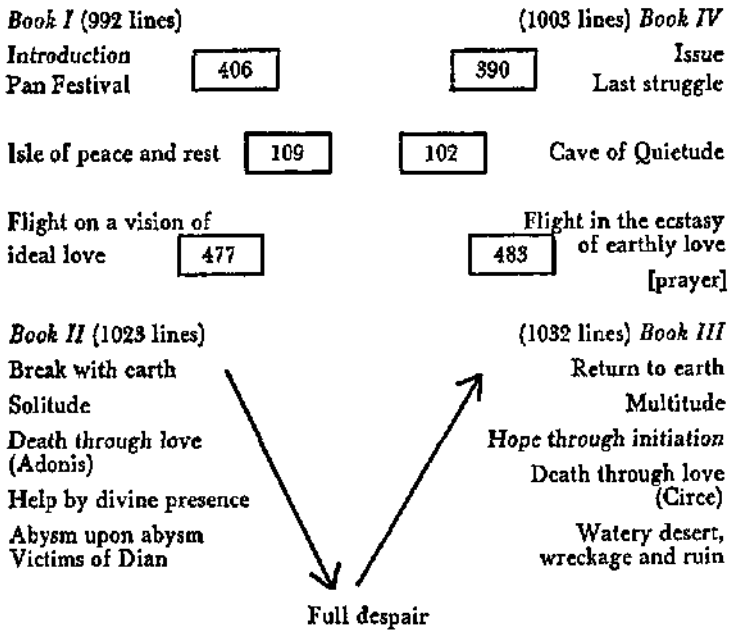 Book I (992 lines) (1003 lines) Book IV
Introduction Issue
Pan Festival 406 390 Last struggle
Isle of peace and rest 109 102 Cave of Quietude
Flight on a vision of Flight in the ecstasy
ideal love 477 483 of earthly love
[prayer]
Book II (1023 lines) (1032 lines) Book III
Break with earth Return to earth
Solitude Multitude
Death through love Hope through initiation
(Adonis) Death through love
Help by divine presence (Circe)
Abysm upon abysm Watery desert,
Victims of Dian wreckage and ruin
Full despair